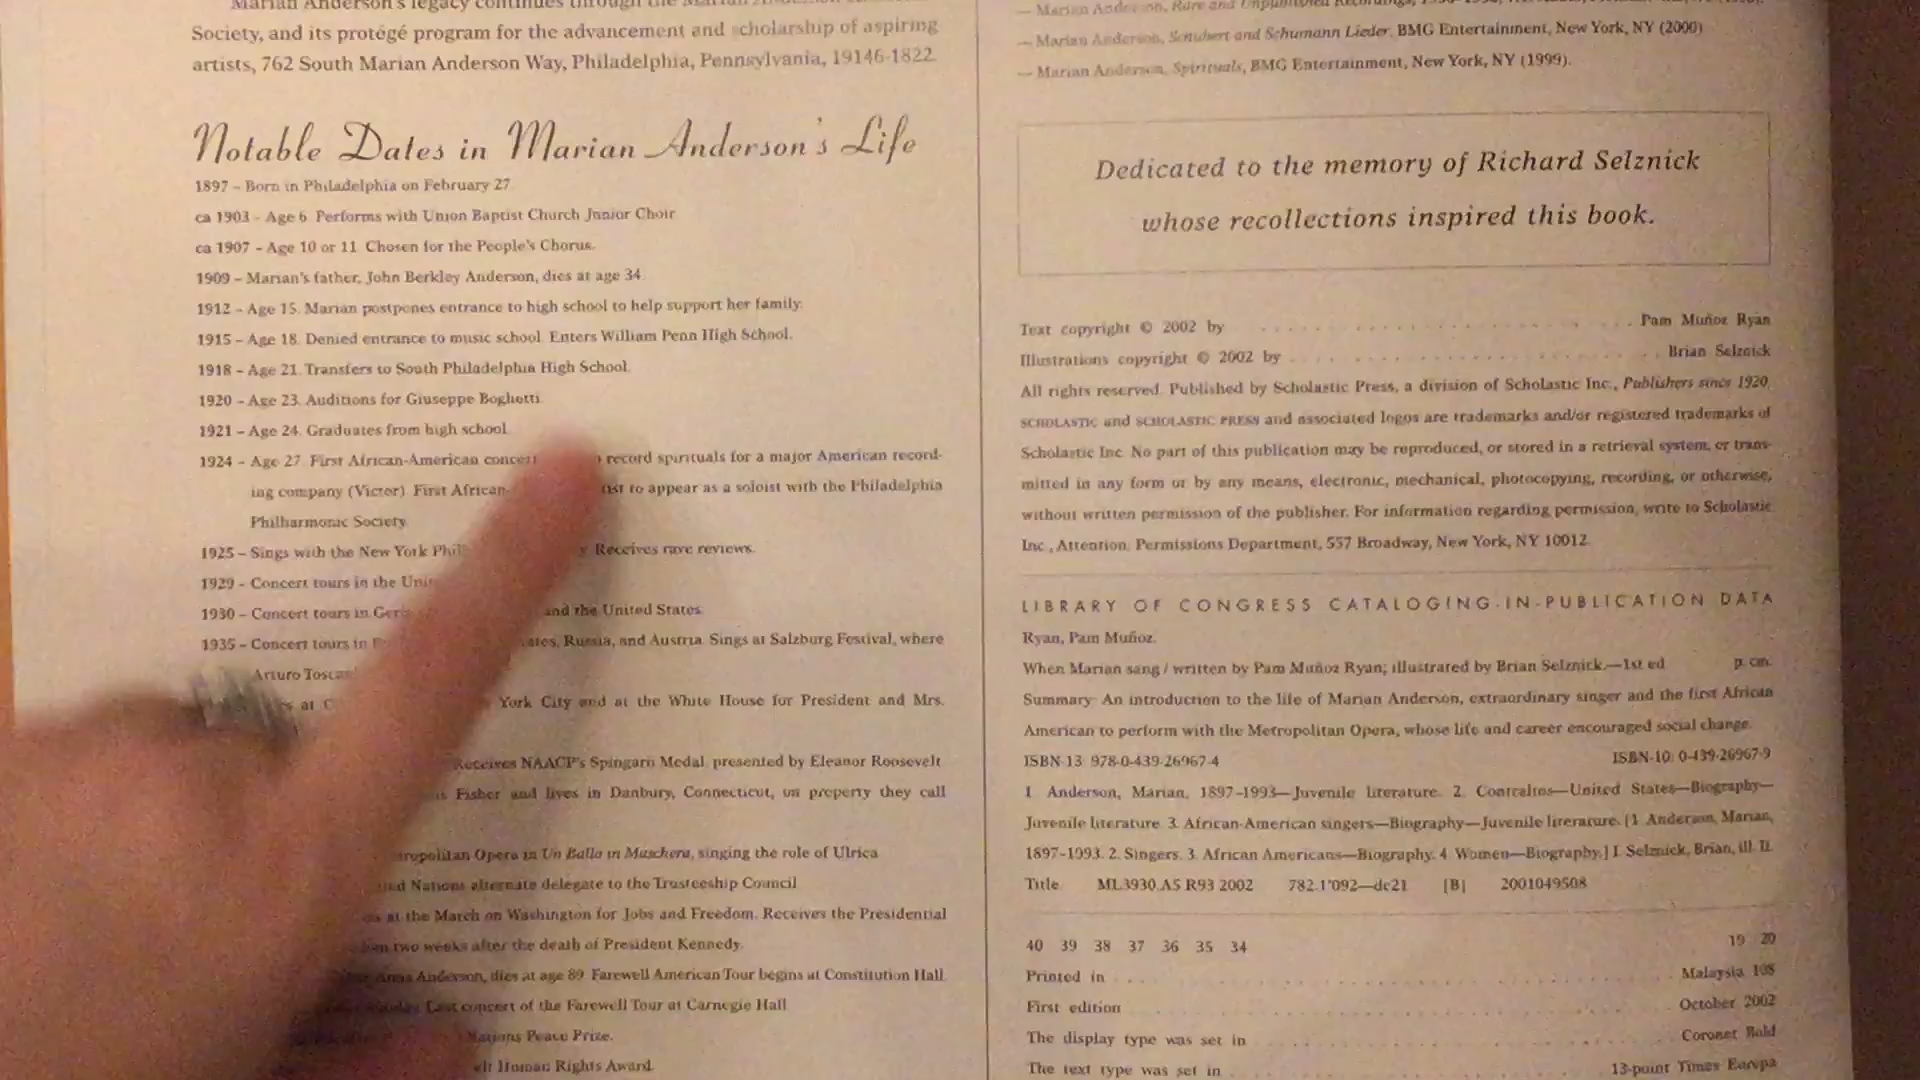 Marian Anderson's legacy continues through the Marian Anderson
Society, and its protégé program for the advancement and scholarship of aspiring
artists, 762 South Marian Anderson Way, Philadelphia, Pennsylvania, 19146-1822.
Notable Dates in Marian Anderson's Life
1897 – Born in Philadelphia on February 27.
ca 1903 – Age 6. Performs with Union Baptist Church Junior Choir.
ca 1907 – Age 10 or 11. Chosen for the People's Chorus.
1909 – Marian's father, John Berkley Anderson, dies at age 34.
1912 – Age 15. Marian postpones entrance to high school to help support her family.
1915 – Age 18. Denied entrance to music school. Enters William Penn High School.
1918 – Age 21. Transfers to South Philadelphia High School.
1920 – Age 23. Auditions for Giuseppe Boghetti.
1921 – Age 24. Graduates from high school.
1924 – Age 27. First African-American record spirituals for a major American record-
ing company (Victor). First African- to appear as a soloist with the Philadelphia
Philharmonic Society.
1925 – Sings with the New York Receives rave reviews.
1929 – Concert tours in the
1930 – Concert tours in and the United States.
1935 – Concert tours in Russia, and Austria. Sings at Salzburg Festival, where
Arturo
at York City and at the White House for President and Mrs.
Receives NAACP's Spingarn Medal, presented by Eleanor Roosevelt.
Fisher and lives in Danbury, Connecticut, on property they call
Opera in Un Ballo in Maschera, singing the role of Ulrica.
Nations alternate delegate to the Trusteeship Council.
at the March on Washington for Jobs and Freedom. Receives the Presidential
two weeks after the death of President Kennedy.
Anna Anderson, dies at age 89. Farewell American Tour begins at Constitution Hall.
Last concert of the Farewell Tour at Carnegie Hall.
Nations Peace Prize.
Human Rights Award.
— Marian Anderson, Rare and Unpublished Recordings,
— Marian Anderson, Schubert and Schumann Lieder, BMG Entertainment, New York, NY (2000).
— Marian Anderson, Spirituals, BMG Entertainment, New York, NY (1999).
Dedicated to the memory of Richard Selznick
whose recollections inspired this book.
Text copyright © 2002 by . . . . . . . . . . Pam Muñoz Ryan
Illustrations copyright © 2002 by . . . . . . . . . . Brian Selznick
All rights reserved. Published by Scholastic Press, a division of Scholastic Inc., Publishers since 1920.
SCHOLASTIC and SCHOLASTIC PRESS and associated logos are trademarks and/or registered trademarks of
Scholastic Inc. No part of this publication may be reproduced, or stored in a retrieval system, or trans-
mitted in any form or by any means, electronic, mechanical, photocopying, recording, or otherwise,
without written permission of the publisher. For information regarding permission, write to Scholastic
Inc., Attention: Permissions Department, 557 Broadway, New York, NY 10012.
LIBRARY OF CONGRESS CATALOGING-IN-PUBLICATION DATA
Ryan, Pam Muñoz.
When Marian sang / written by Pam Muñoz Ryan; illustrated by Brian Selznick.—1st ed. p. cm.
Summary: An introduction to the life of Marian Anderson, extraordinary singer and the first African
American to perform with the Metropolitan Opera, whose life and career encouraged social change.
ISBN-13: 978-0-439-26967-4 ISBN-10: 0-439-26967-9
1. Anderson, Marian, 1897–1993—Juvenile literature. 2. Contraltos—United States—Biography—
Juvenile literature. 3. African-American singers—Biography—Juvenile literature. [1. Anderson, Marian,
1897-1993. 2. Singers. 3. African Americans—Biography. 4. Women—Biography.] I. Selznick, Brian, ill. II.
Title. ML3930.A5 R93 2002 782.1'092—dc21 [B] 2001049508
40 39 38 37 36 35 34 19 20
Printed in . . . . . . . . . . Malaysia 108
First edition . . . . . . . . . . October 2002
The display type was set in . . . . . . . . . . Coronet Bold
The text type was set in . . . . . . . . . . 13-point Times Europa